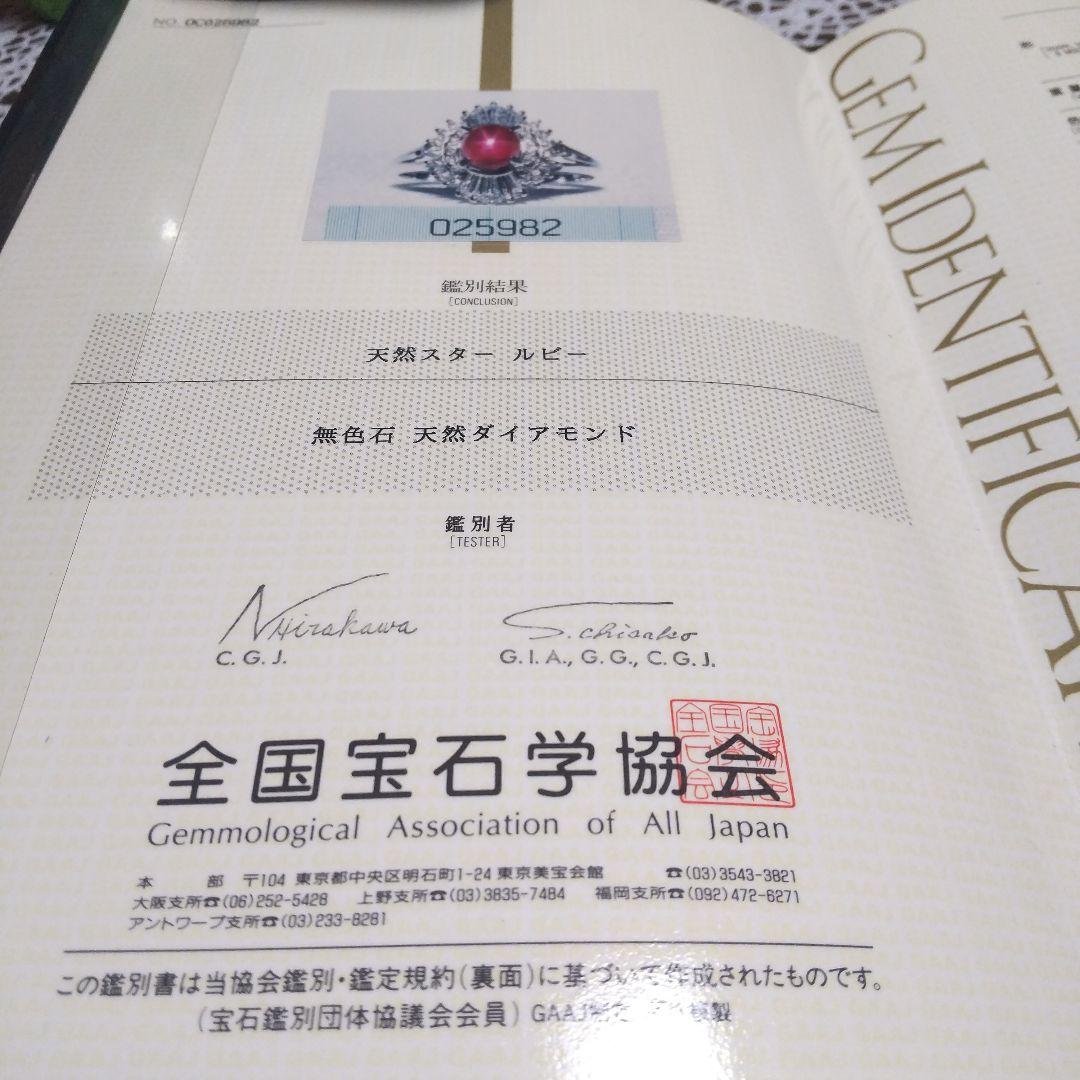 NO. OC025982
025982
鑑別結果
[CONCLUSION]
天然スター ルビー
無色石 天然ダイアモンド
鑑別者
[TESTER]
N Hirakawa
C.G.J.
S. Chisako
G.I.A., G.G., C.G.J.
全国宝石学協会
Gemmological Association of All Japan
本 部 〒104 東京都中央区明石町1-24 東京美宝会館 ☎(03)3543-3821
大阪支所☎(06)252-5428 上野支所☎(03)3835-7484 福岡支所☎(092)472-6271
アントワープ支所☎(03)233-8281
この鑑別書は当協会鑑別・鑑定規約(裏面)に基づいて作成されたものです。
(宝石鑑別団体協議会会員) GAAJ 製
GEM IDENTIFICA